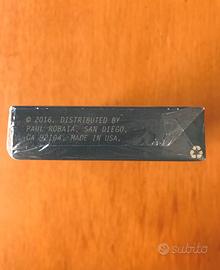 © 2016. DISTRIBUTED BY
PAUL ROBAIA, SAN DIEGO,
CA 92104. MADE IN USA.
subito